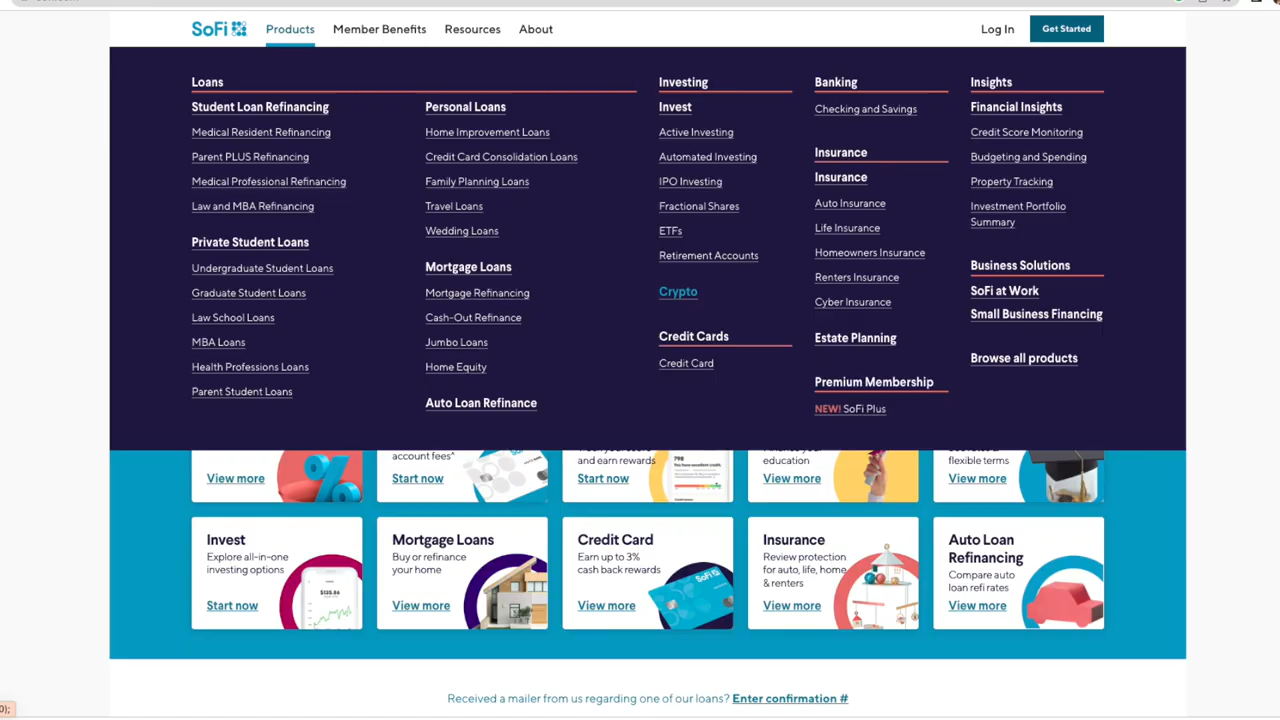 SoFi
Products
Member Benefits
Resources
About
Log In
Get Started
Loans
Student Loan Refinancing
Medical Resident Refinancing
Parent PLUS Refinancing
Medical Professional Refinancing
Law and MBA Refinancing
Private Student Loans
Undergraduate Student Loans
Graduate Student Loans
Law School Loans
MBA Loans
Health Professions Loans
Parent Student Loans
Personal Loans
Home Improvement Loans
Credit Card Consolidation Loans
Family Planning Loans
Travel Loans
Wedding Loans
Mortgage Loans
Mortgage Refinancing
Cash-Out Refinance
Jumbo Loans
Home Equity
Auto Loan Refinance
Investing
Invest
Active Investing
Automated Investing
IPO Investing
Fractional Shares
ETFs
Retirement Accounts
Crypto
Credit Cards
Credit Card
Banking
Checking and Savings
Insurance
Insurance
Auto Insurance
Life Insurance
Homeowners Insurance
Renters Insurance
Cyber Insurance
Estate Planning
Premium Membership
NEW! SoFi Plus
Insights
Financial Insights
Credit Score Monitoring
Budgeting and Spending
Property Tracking
Investment Portfolio
Summary
Business Solutions
SoFi at Work
Small Business Financing
Browse all products
View more
account fees^
Start now
and earn rewards
Start now
798
education
View more
flexible terms
View more
Invest
Explore all-in-one
investing options
Start now
$135.86
Mortgage Loans
Buy or refinance
your home
View more
Credit Card
Earn up to 3%
cash back rewards
View more
SoFi
Insurance
Review protection
for auto, life, home,
& renters
View more
Auto Loan
Refinancing
Compare auto
loan refi rates
View more
Received a mailer from us regarding one of our loans? Enter confirmation #
0);